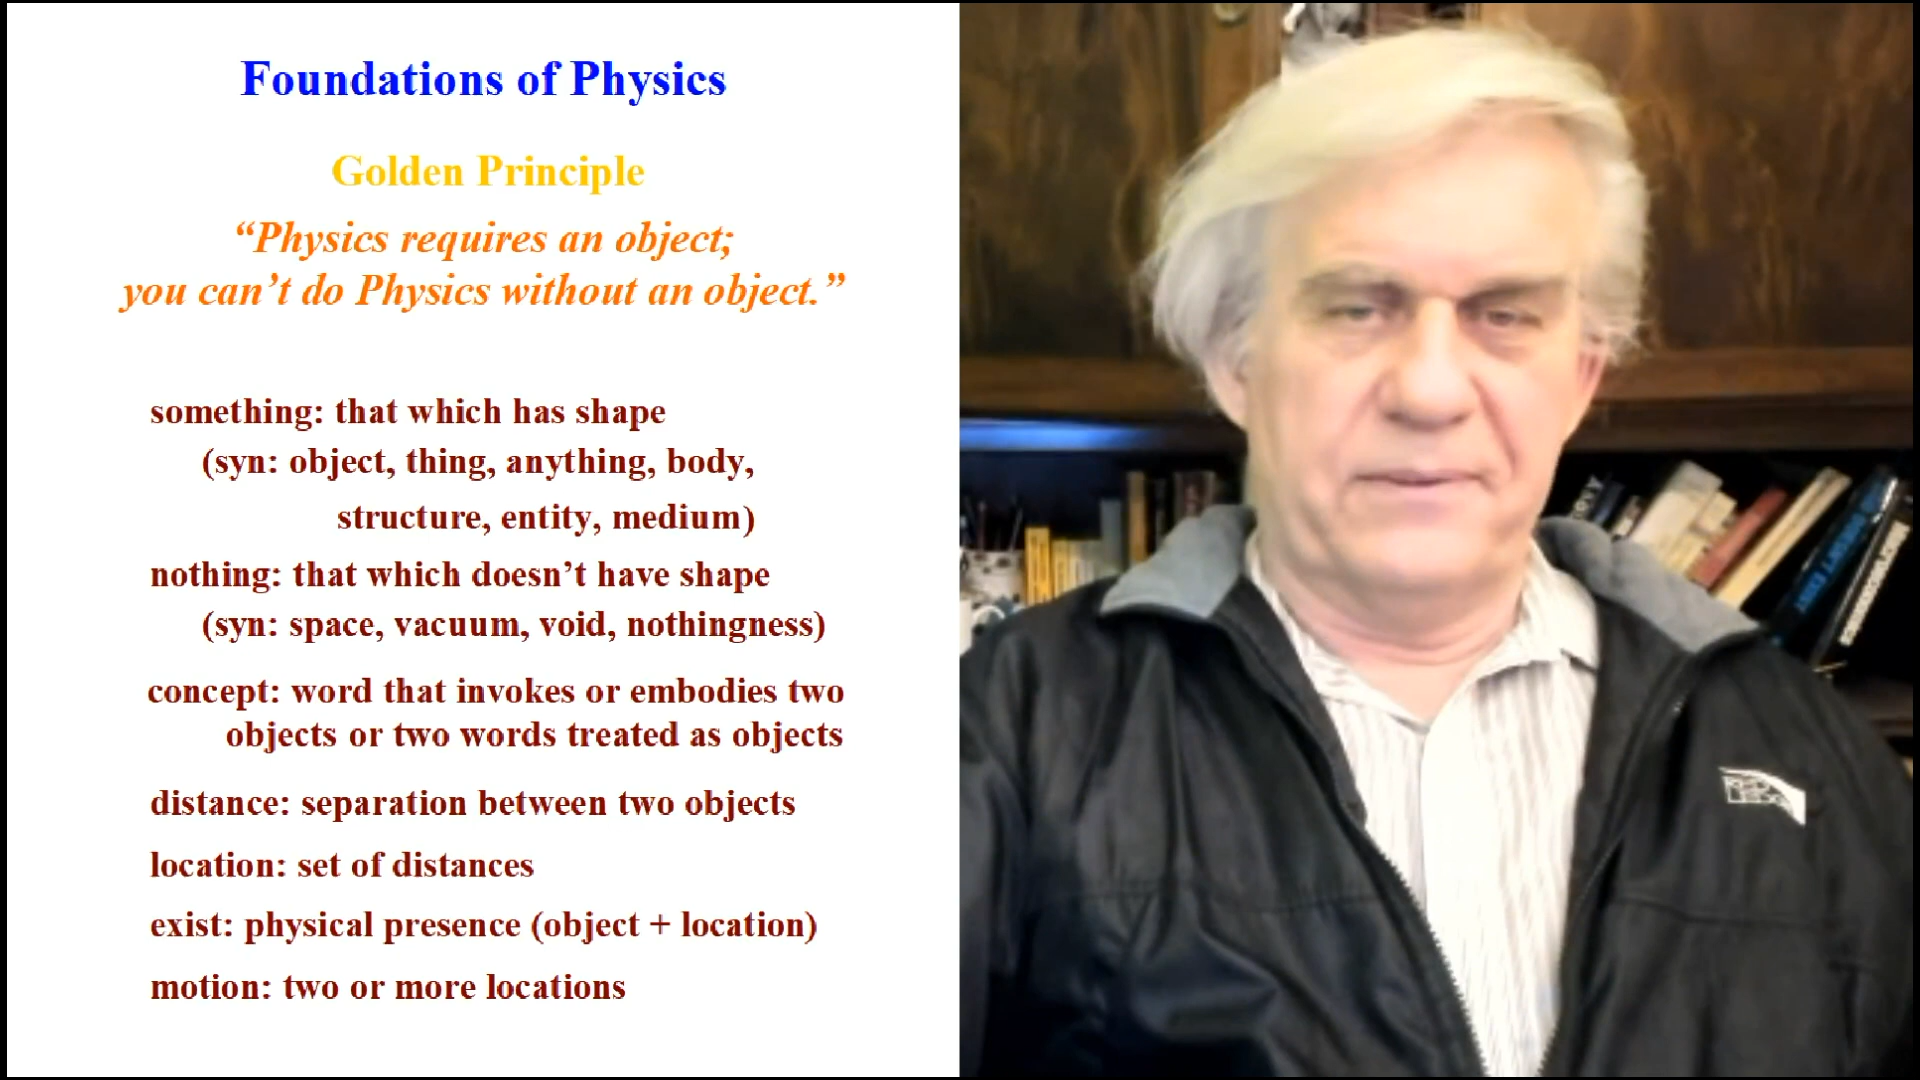 Foundations of Physics
Golden Principle
“Physics requires an object;
you can’t do Physics without an object.”
something: that which has shape
(syn: object, thing, anything, body,
structure, entity, medium)
nothing: that which doesn’t have shape
(syn: space, vacuum, void, nothingness)
concept: word that invokes or embodies two
objects or two words treated as objects
distance: separation between two objects
location: set of distances
exist: physical presence (object + location)
motion: two or more locations